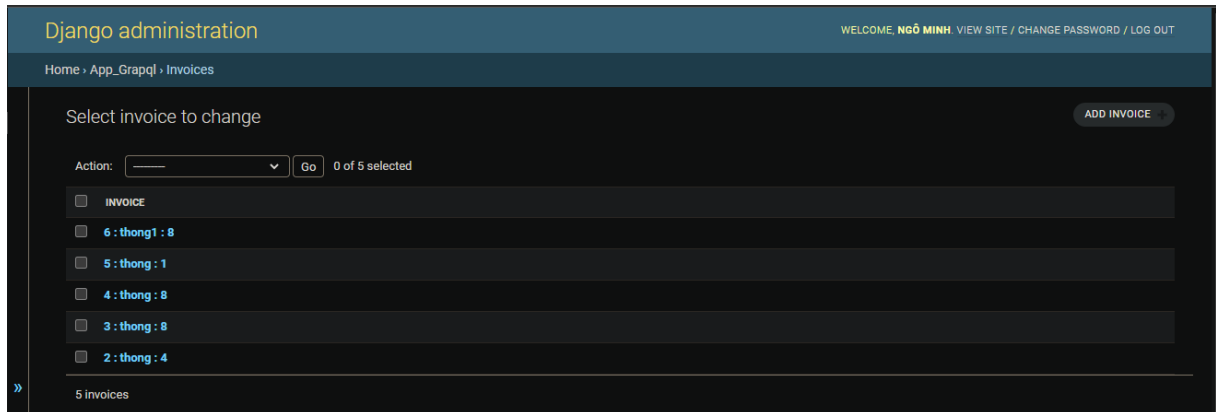 Django administration
WELCOME, NGÔ MINH. VIEW SITE / CHANGE PASSWORD / LOG OUT
Home › App_Grapql › Invoices
Select invoice to change
ADD INVOICE +
Action: --------- Go 0 of 5 selected
INVOICE
6 : thong1 : 8
5 : thong : 1
4 : thong : 8
3 : thong : 8
2 : thong : 4
»
5 invoices